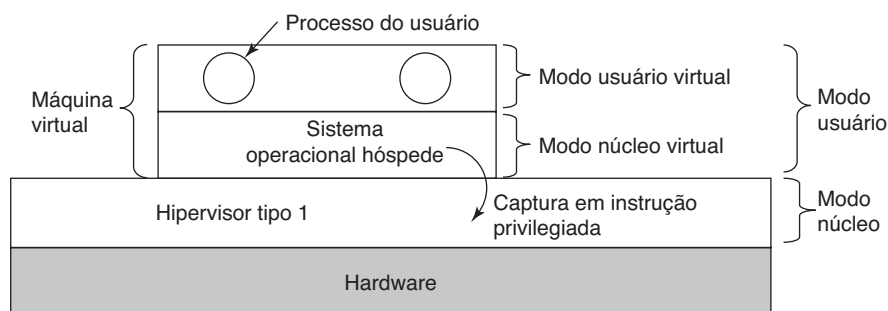 Processo do usuário
Máquina
virtual
Modo usuário virtual
Modo
usuário
Sistema
operacional hóspede
Modo núcleo virtual
Hipervisor tipo 1
Captura em instrução
privilegiada
Modo
núcleo
Hardware